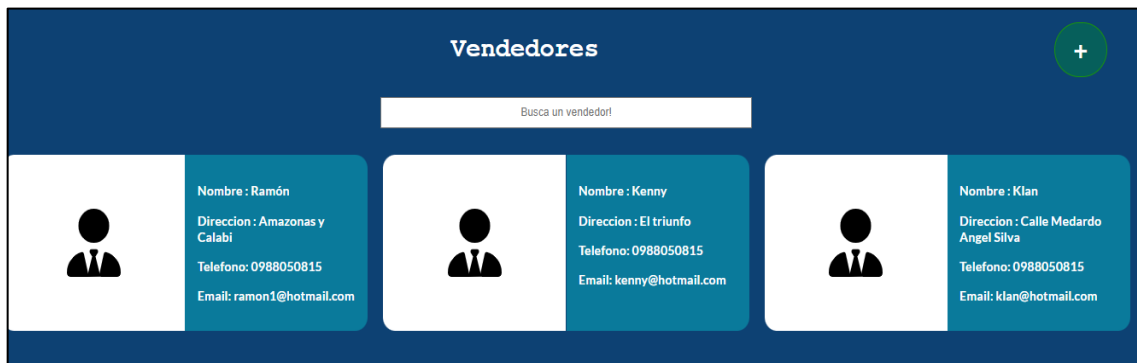 Vendedores
+
Busca un vendedor!
Nombre : Ramón
Direccion : Amazonas y
Calabi
Telefono: 0988050815
Email: ramon1@hotmail.com
Nombre : Kenny
Direccion : El triunfo
Telefono: 0988050815
Email: kenny@hotmail.com
Nombre : Klan
Direccion : Calle Medardo
Angel Silva
Telefono: 0988050815
Email: klan@hotmail.com